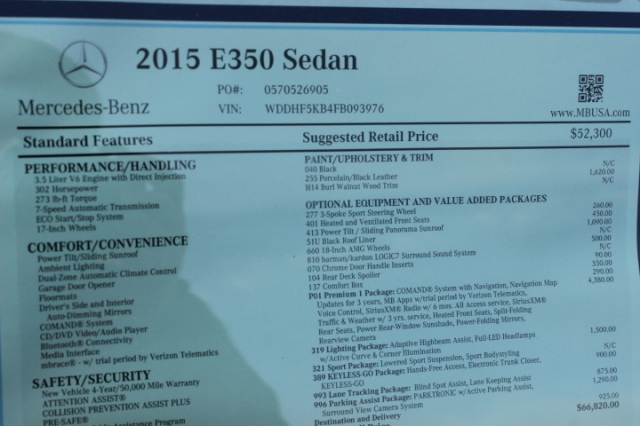 2015 E350 Sedan
PO#: 0570526905
Mercedes-Benz
VIN: WDDHF5KB4FB093976
www.MBUSA.com
Standard Features
Suggested Retail Price
$52,300
PERFORMANCE/HANDLING
3.5 Liter V6 Engine with Direct Injection
302 Horsepower
273 lb-ft Torque
7-Speed Automatic Transmission
ECO Start/Stop System
17-Inch Wheels
COMFORT/CONVENIENCE
Power Tilt/Sliding Sunroof
Ambient Lighting
Dual-Zone Automatic Climate Control
Garage Door Opener
Floormats
Driver's Side and Interior
Auto-Dimming Mirrors
COMAND® System
CD/DVD Video/Audio Player
Bluetooth® Connectivity
Media Interface
mbrace® - w/ trial period by Verizon Telematics
SAFETY/SECURITY
New Vehicle 4-Year/50,000 Mile Warranty
ATTENTION ASSIST®
COLLISION PREVENTION ASSIST PLUS
PRE-SAFE®
Assistance Program
PAINT/UPHOLSTERY & TRIM
040 Black N/C
255 Porcelain/Black Leather 1,620.00
H14 Burl Walnut Wood Trim N/C
OPTIONAL EQUIPMENT AND VALUE ADDED PACKAGES
277 3-Spoke Sport Steering Wheel 260.00
401 Heated and Ventilated Front Seats 450.00
413 Power Tilt / Sliding Panorama Sunroof 1,090.00
51U Black Roof Liner N/C
660 18-Inch AMG Wheels 500.00
810 harman/kardon LOGIC7 Surround Sound System N/C
070 Chrome Door Handle Inserts 90.00
104 Rear Deck Spoiler 350.00
137 Comfort Box 290.00
P01 Premium 1 Package: COMAND® System with Navigation, Navigation Map 4,380.00
Updates for 3 years, MB Apps w/trial period by Verizon Telematics,
Voice Control, SiriusXM® Radio w/ 6 mos. All Access service, SiriusXM®
Traffic & Weather w/ 3 yrs. service, Heated Front Seats, Split-Folding
Rear Seats, Power Rear-Window Sunshade, Power-Folding Mirrors,
Rearview Camera
319 Lighting Package: Adaptive Highbeam Assist, Full-LED Headlamps 1,500.00
w/Active Curve & Corner Illumination
321 Sport Package: Lowered Sport Suspension, Sport Bodystyling N/C
389 KEYLESS-GO Package: Hands-Free Access, Electronic Trunk Closer, 900.00
KEYLESS-GO
993 Lane Tracking Package: Blind Spot Assist, Lane Keeping Assist 875.00
996 Parking Assist Package: PARKTRONIC w/Active Parking Assist, 1,290.00
Surround View Camera System
Destination and Delivery 925.00
$66,820.00